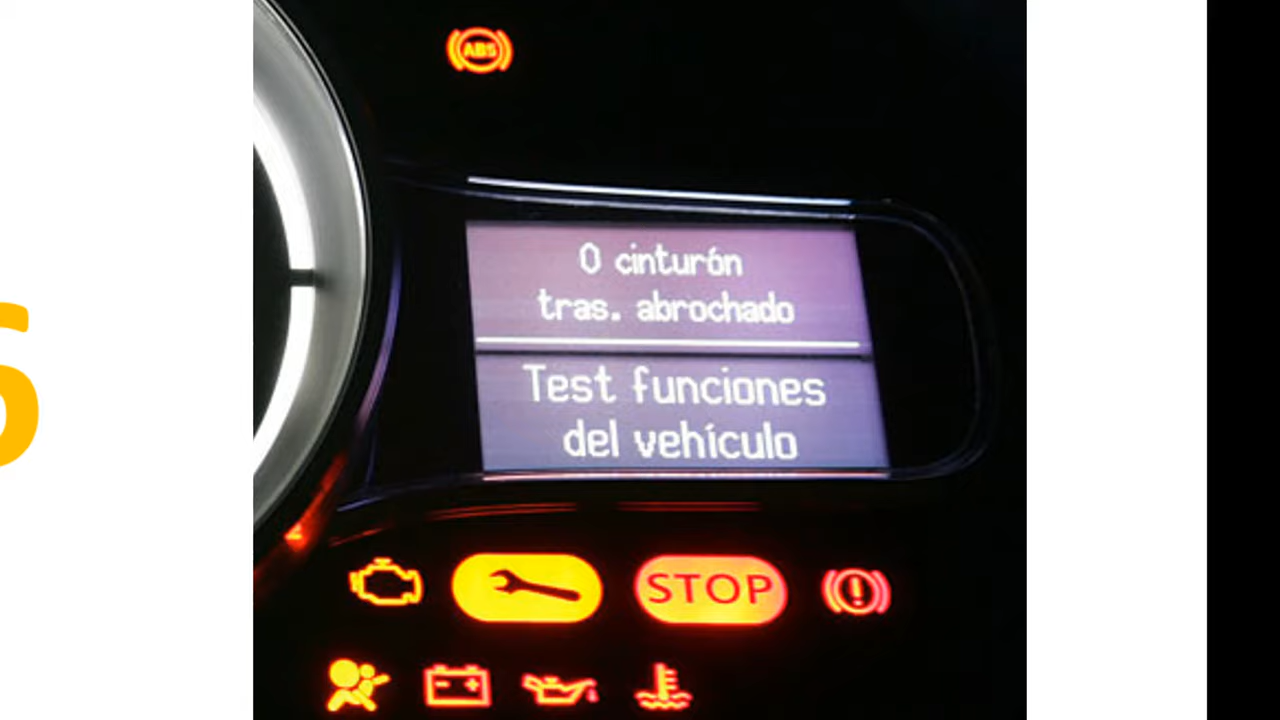 ABS
0 cinturón
tras. abrochado
Test funciones
del vehículo
STOP